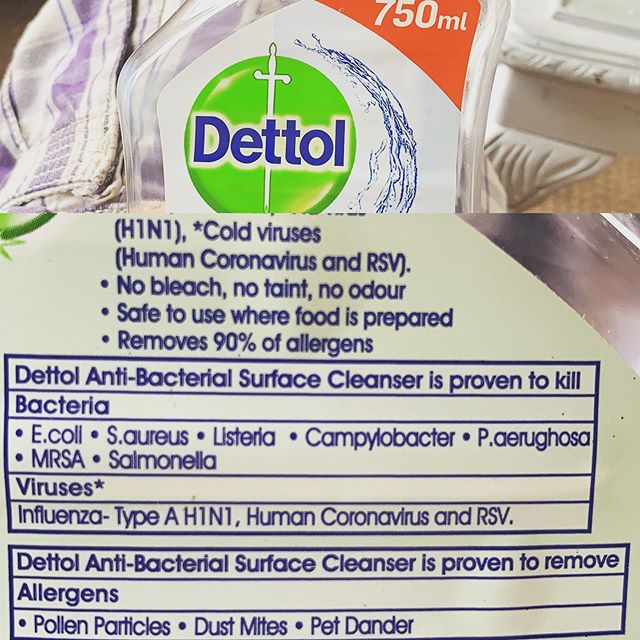 750ml
Dettol
(H1N1), *Cold viruses
(Human Coronavirus and RSV).
• No bleach, no taint, no odour
• Safe to use where food is prepared
• Removes 90% of allergens
Dettol Anti-Bacterial Surface Cleanser is proven to kill
Bacteria
• E.coli • S.aureus • Listeria • Campylobacter • P.aerughosa
• MRSA • Salmonella
Viruses*
Influenza- Type A H1N1, Human Coronavirus and RSV.
Dettol Anti-Bacterial Surface Cleanser is proven to remove
Allergens
• Pollen Particles • Dust Mites • Pet Dander